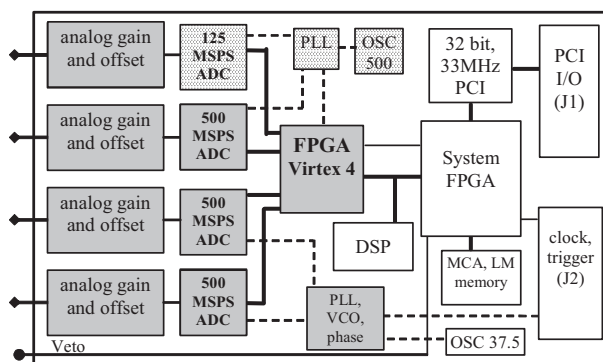 analog gain
and offset
125
MSPS
ADC
PLL
OSC
500
32 bit,
33MHz
PCI
PCI
I/O
(J1)
analog gain
and offset
500
MSPS
ADC
FPGA
Virtex 4
System
FPGA
analog gain
and offset
500
MSPS
ADC
DSP
MCA, LM
memory
clock,
trigger
(J2)
analog gain
and offset
500
MSPS
ADC
PLL,
VCO,
phase
OSC 37.5
Veto